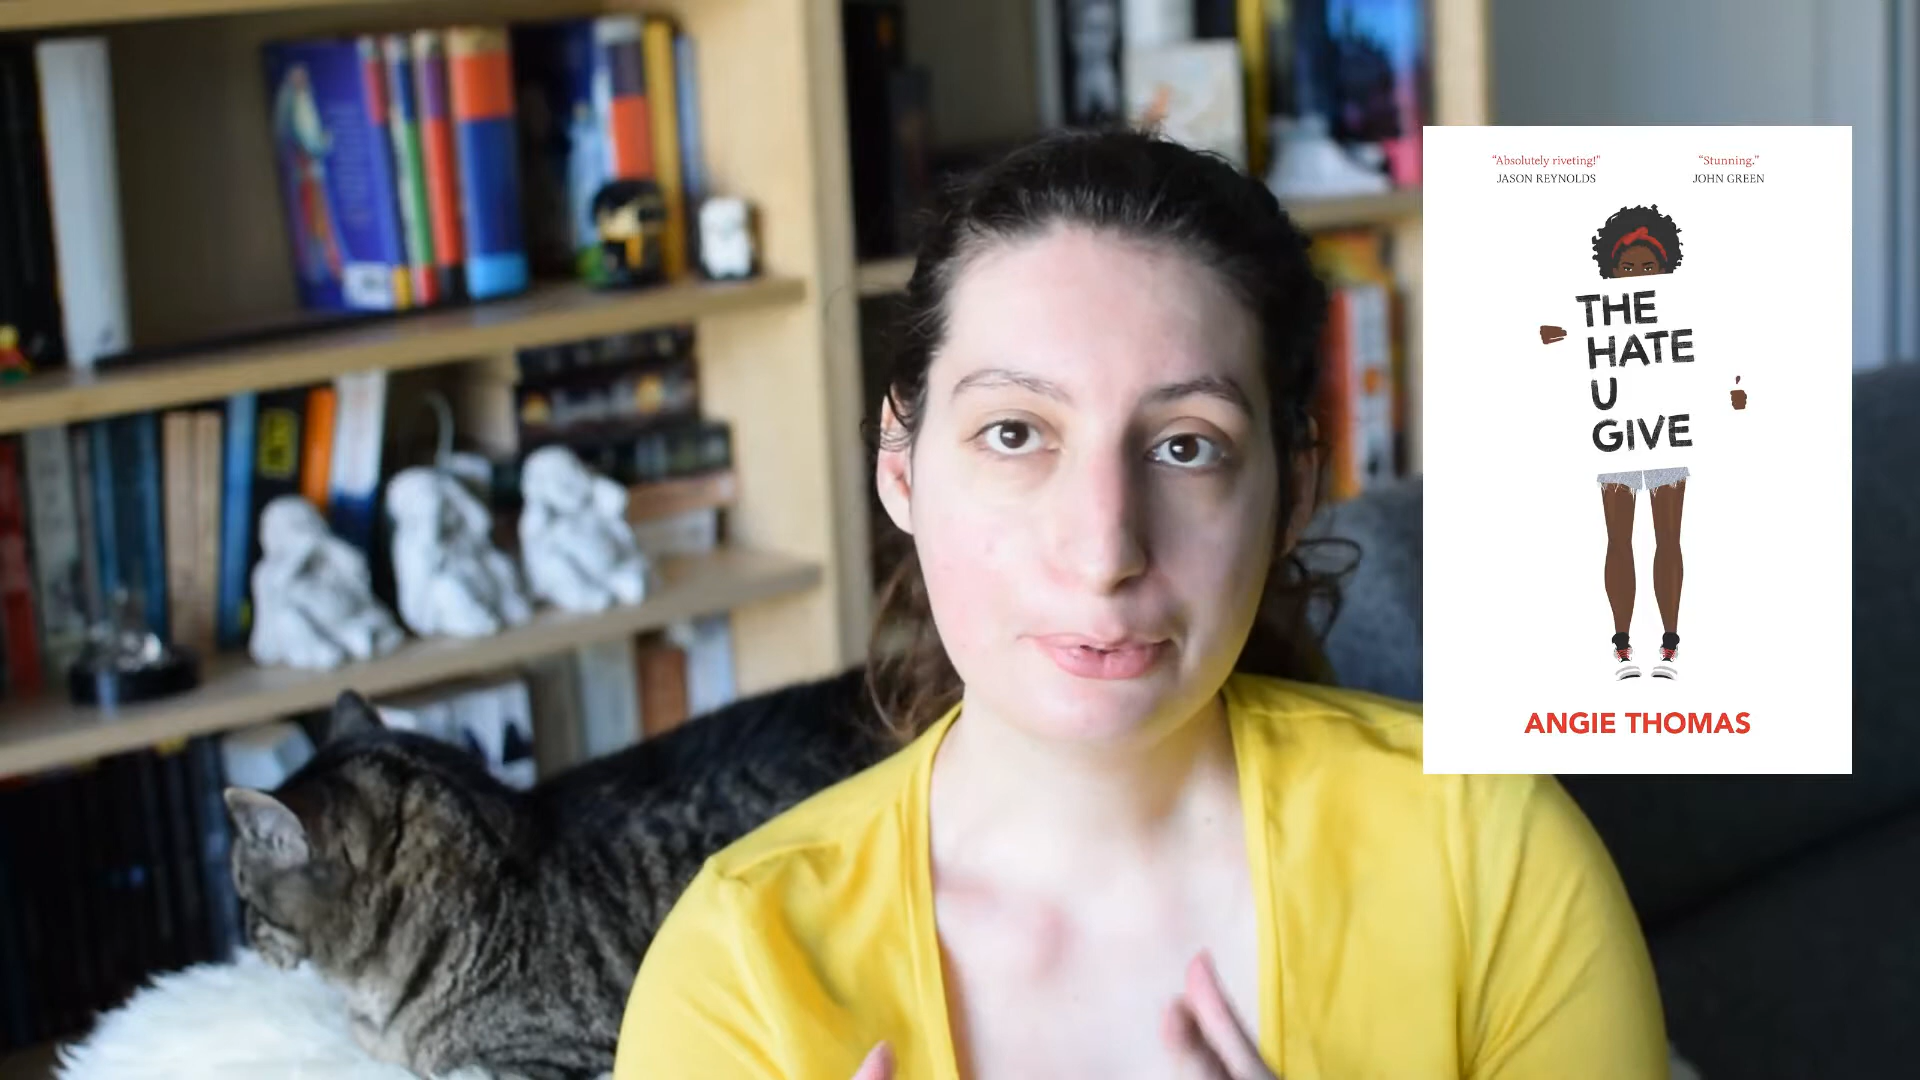 “Absolutely riveting!”
JASON REYNOLDS
“Stunning.”
JOHN GREEN
THE
HATE
U
GIVE
ANGIE THOMAS